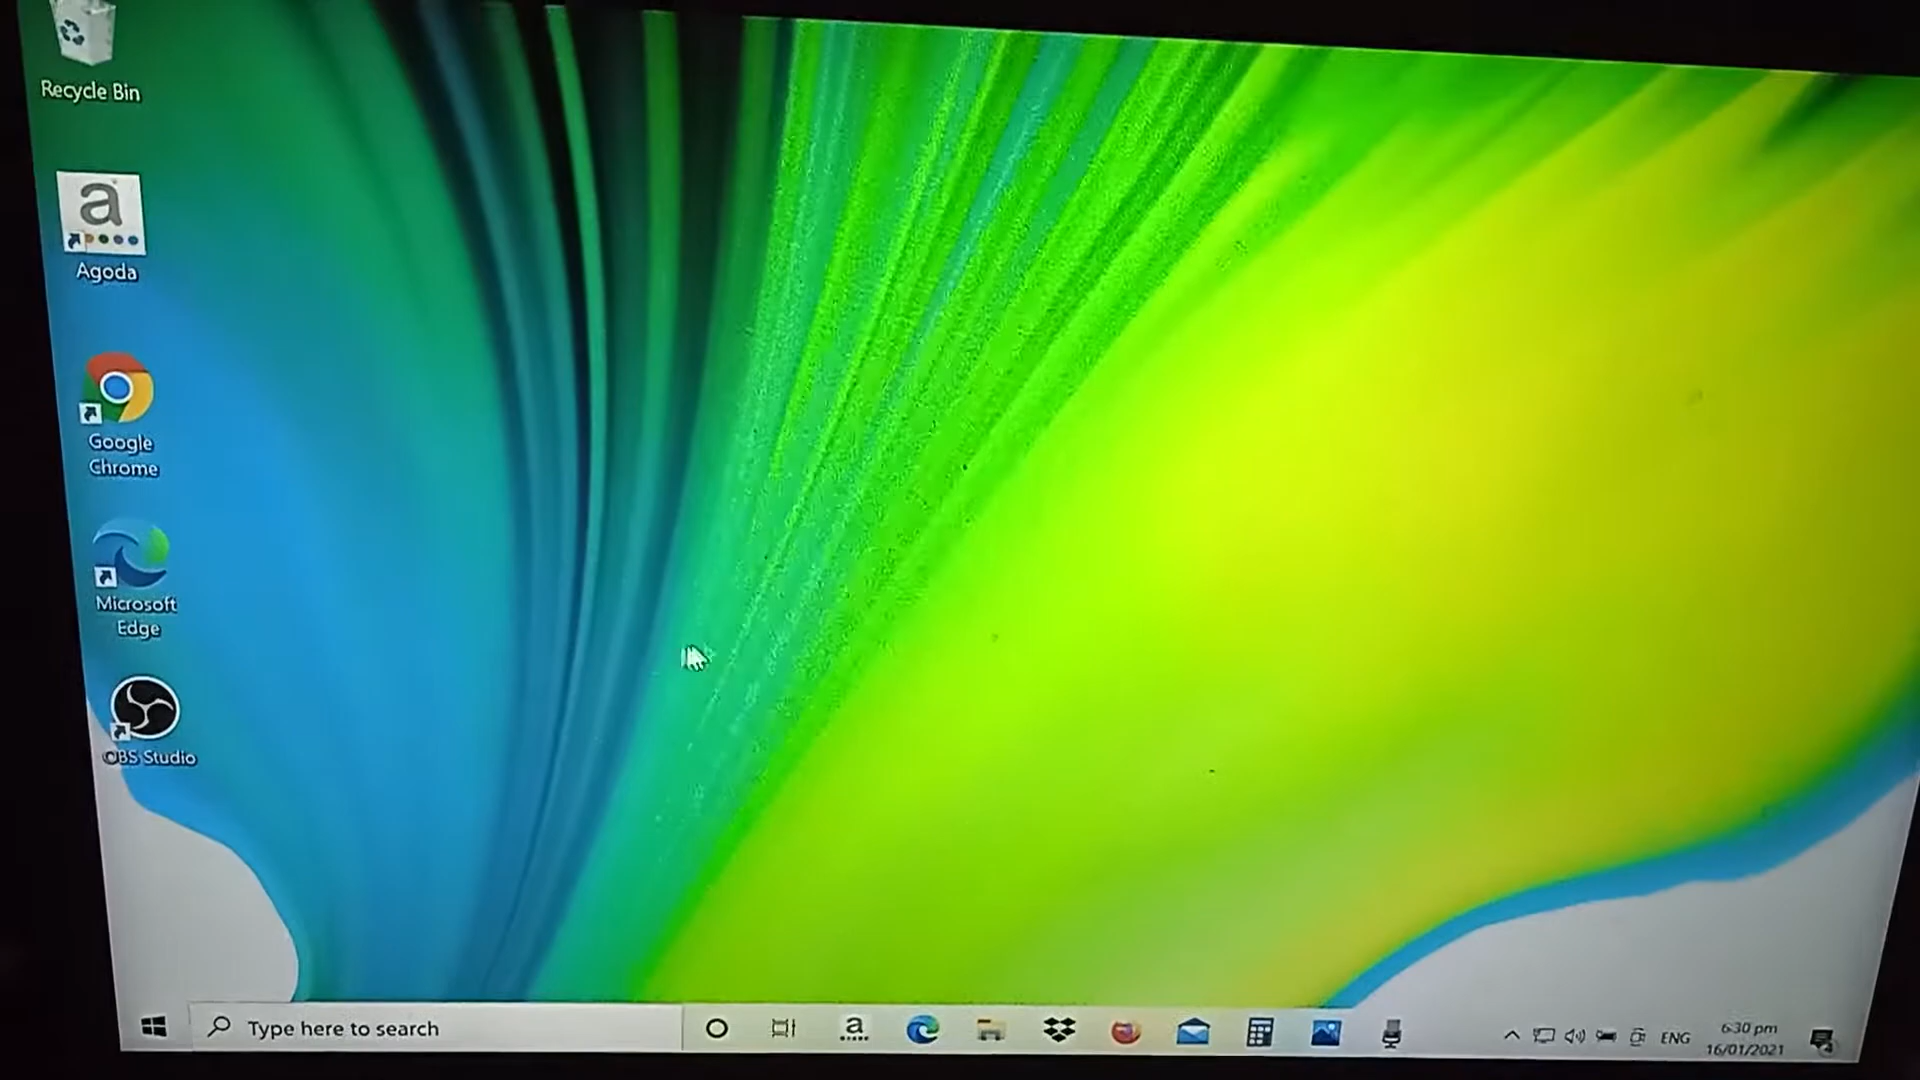 Recycle Bin
a
Agoda
Google
Chrome
Microsoft
Edge
OBS Studio
Type here to search
a
ENG
6:30 pm
16/01/2021